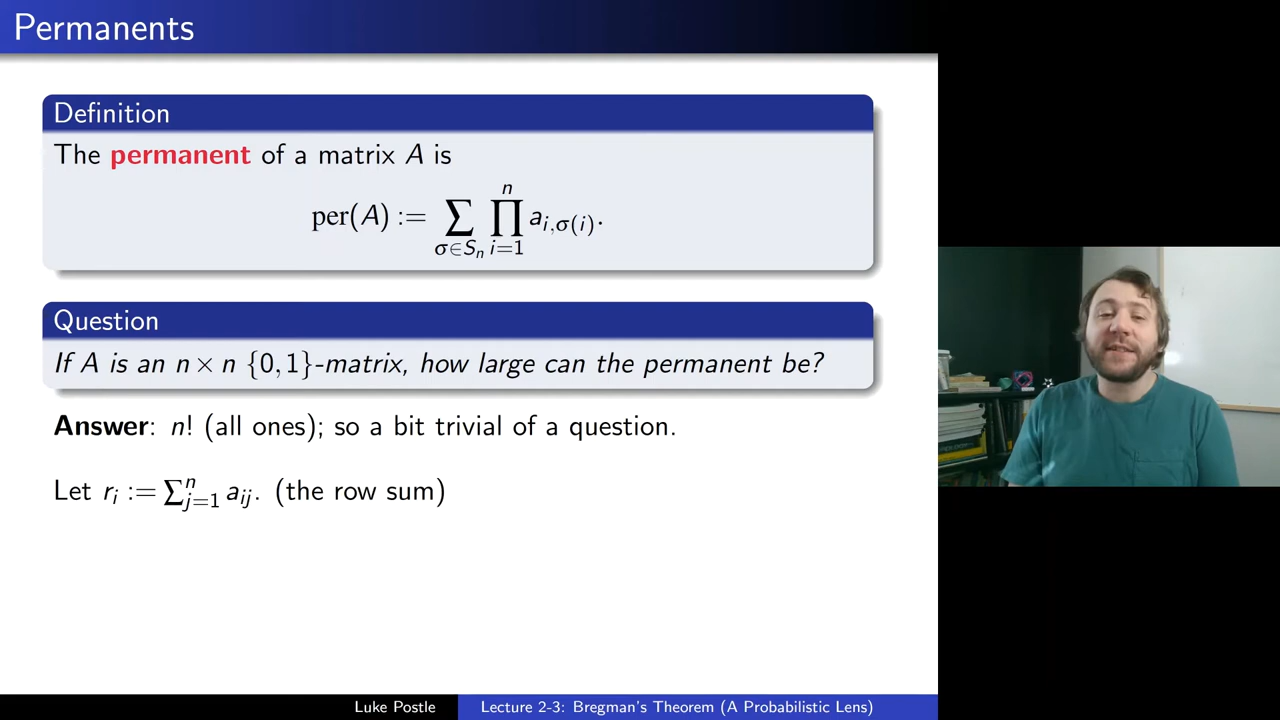 Permanents
Definition
The permanent of a matrix A is
per(A) := ∑_{σ∈S_n} ∏_{i=1}^{n} a_{i,σ(i)}.
Question
If A is an n × n {0,1}-matrix, how large can the permanent be?
Answer: n! (all ones); so a bit trivial of a question.
Let r_i := ∑_{j=1}^{n} a_{ij}. (the row sum)
Luke Postle
Lecture 2-3: Bregman's Theorem (A Probabilistic Lens)